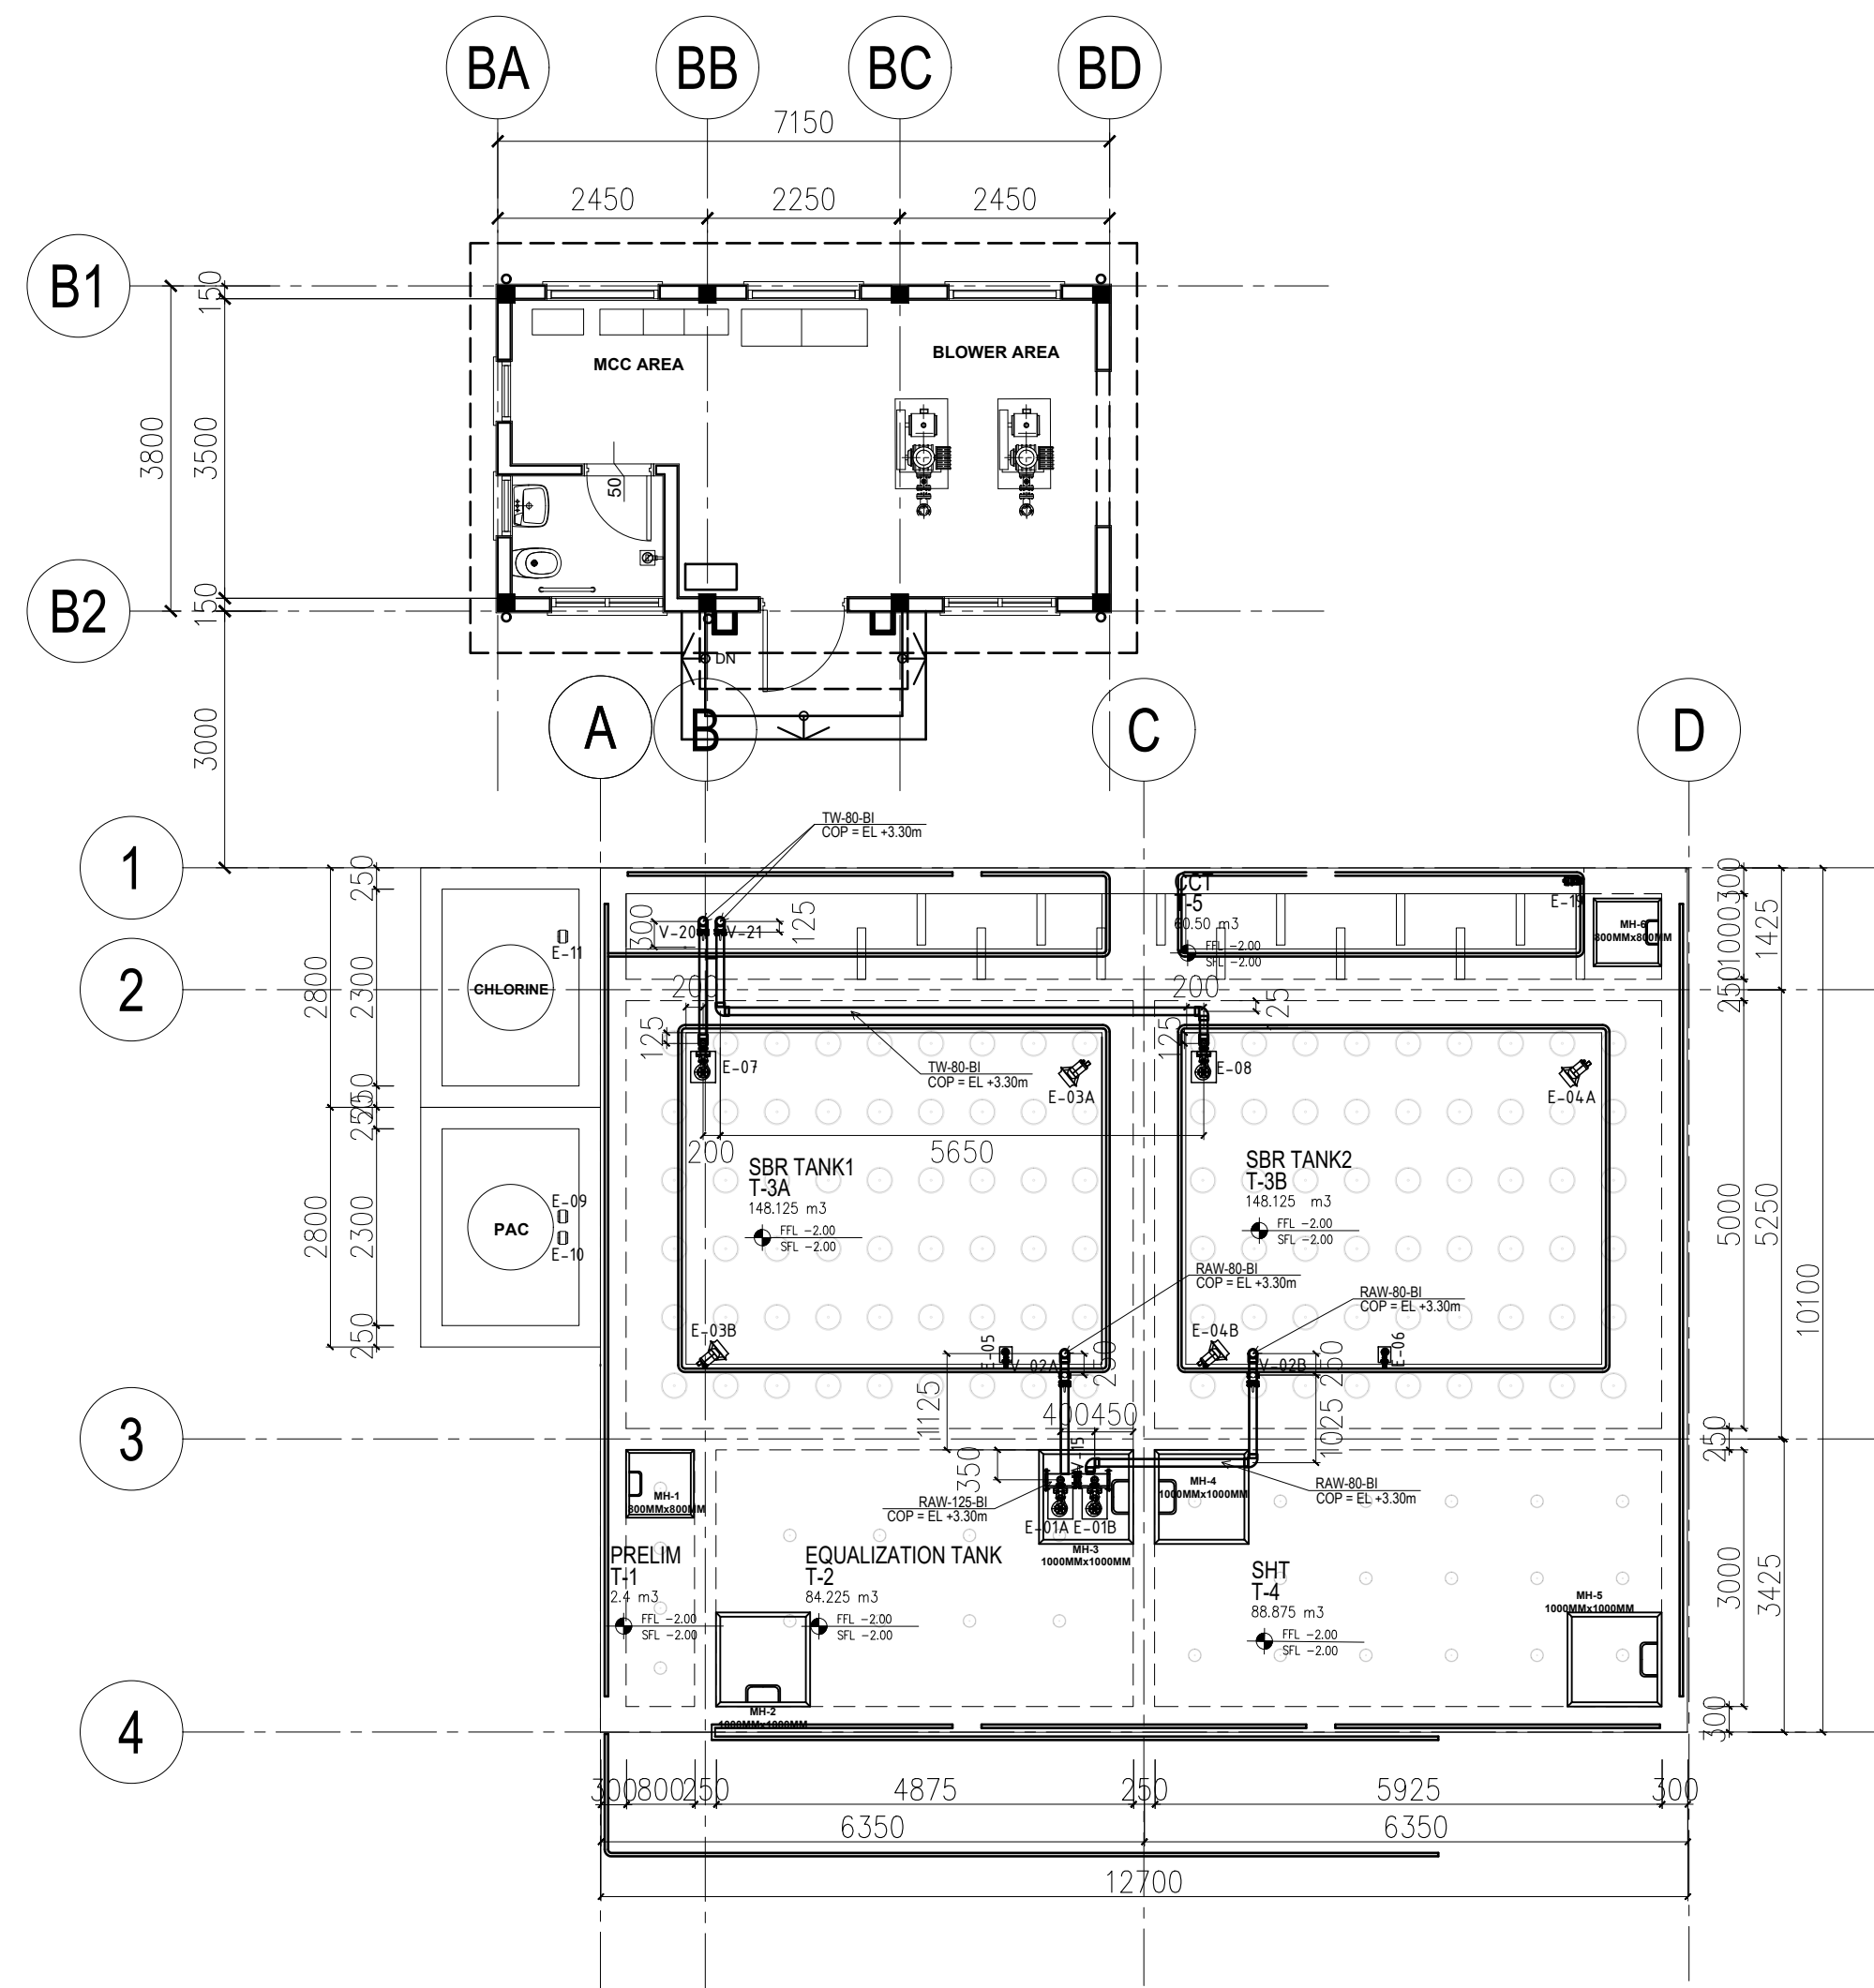 BA
BB
BC
BD
7150
2450
2250
2450
B1
150
3800
3500
MCC AREA
BLOWER AREA
50
B2
150
DN
3000
A
B
C
D
TW-80-BI
COP = EL +3.30m
1
250
300
CCT
T-5
60.50 m3
FFL -2.00
SFL -2.00
E-19
MH-6
800MMx800MM
300
1000
1425
V-20
V-21
125
E-11
CHLORINE
2800
2300
2
200
200
125
250
125
125
E-07
E-08
TW-80-BI
COP = EL +3.30m
E-03A
E-04A
250
250
200
5650
SBR TANK1
T-3A
148.125 m3
FFL -2.00
SFL -2.00
SBR TANK2
T-3B
148.125 m3
FFL -2.00
SFL -2.00
5000
5250
10100
E-09
PAC
E-10
2800
2300
250
RAW-80-BI
COP = EL +3.30m
RAW-80-BI
COP = EL +3.30m
E-03B
E-05
V-02A
250
E-04B
V-02B
E-06
250
1125
1025
400
450
3
250
V-15
350
MH-1
800MMx800MM
RAW-125-BI
COP = EL +3.30m
E-01A
E-01B
MH-3
1000MMx1000MM
MH-4
1000MMx1000MM
RAW-80-BI
COP = EL +3.30m
PRELIM
T-1
2.4 m3
FFL -2.00
SFL -2.00
EQUALIZATION TANK
T-2
84.225 m3
FFL -2.00
SFL -2.00
SHT
T-4
88.875 m3
FFL -2.00
SFL -2.00
MH-5
1000MMx1000MM
3000
3425
4
MH-2
1000MMx1000MM
300
300
800
250
4875
250
5925
300
6350
6350
12700